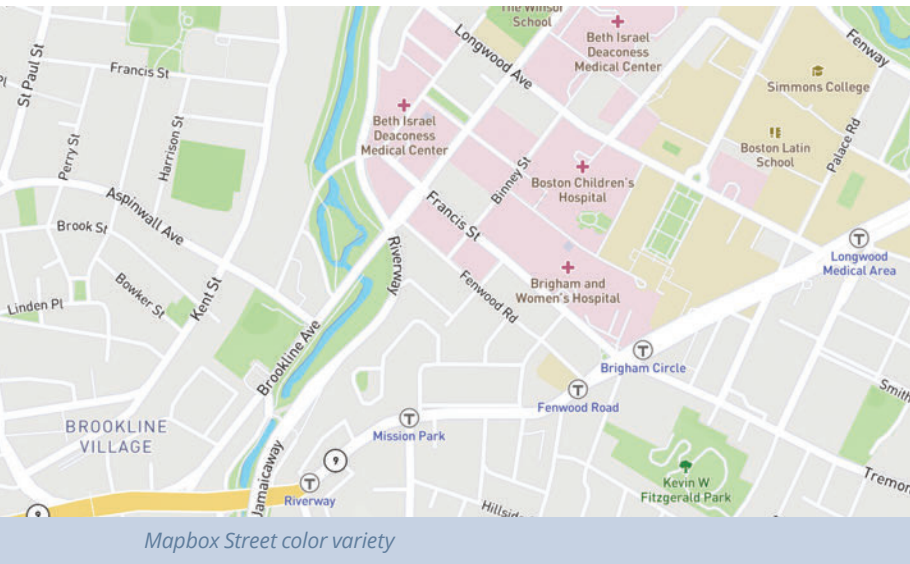 The Winsor
School
Beth Israel
Deaconess
Medical Center
Fenway
St Paul St
Longwood Ave
Pl
Francis St
Simmons College
Beth Israel
Deaconess
Medical Center
Harrison St
Perry St
Boston Latin
School
Palace Rd
Binney St
Boston Children's
Hospital
Aspinwall Ave
Francis St
Brook St
Riverway
T
Longwood
Medical Area
Bowker St
Kent St
Fenwood Rd
Brigham and
Women's Hospital
Linden Pl
Brookline Ave
T
Brigham Circle
T
Fenwood Road
Smith
BROOKLINE
VILLAGE
T
Mission Park
9
Jamaicaway
T
Riverway
Kevin W
Fitzgerald Park
Tremon
Hillside
9
Mapbox Street color variety